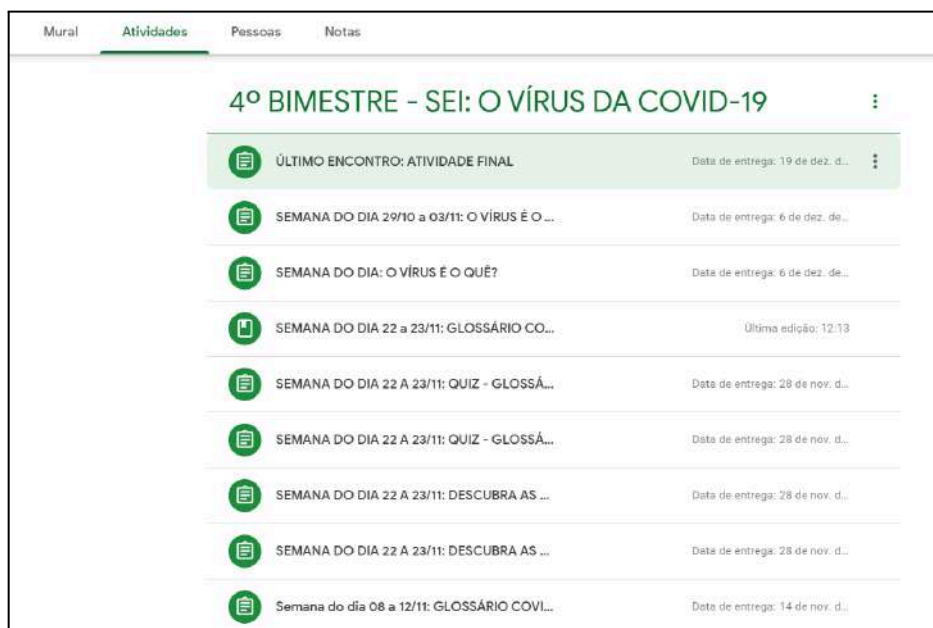 Mural Atividades Pessoas Notas
4º BIMESTRE - SEI: O VÍRUS DA COVID-19
ÚLTIMO ENCONTRO: ATIVIDADE FINAL Data de entrega: 19 de dez. d...
SEMANA DO DIA 29/10 a 03/11: O VÍRUS É O ... Data de entrega: 6 de dez. de...
SEMANA DO DIA: O VÍRUS É O QUÊ? Data de entrega: 6 de dez. de...
SEMANA DO DIA 22 a 23/11: GLOSSÁRIO CO... Última edição: 12:13
SEMANA DO DIA 22 A 23/11: QUIZ - GLOSSÁ... Data de entrega: 28 de nov. d...
SEMANA DO DIA 22 A 23/11: QUIZ - GLOSSÁ... Data de entrega: 28 de nov. d...
SEMANA DO DIA 22 A 23/11: DESCUBRA AS ... Data de entrega: 28 de nov. d...
SEMANA DO DIA 22 A 23/11: DESCUBRA AS ... Data de entrega: 28 de nov. d...
Semana do dia 08 a 12/11: GLOSSÁRIO COVI... Data de entrega: 14 de nov. d...